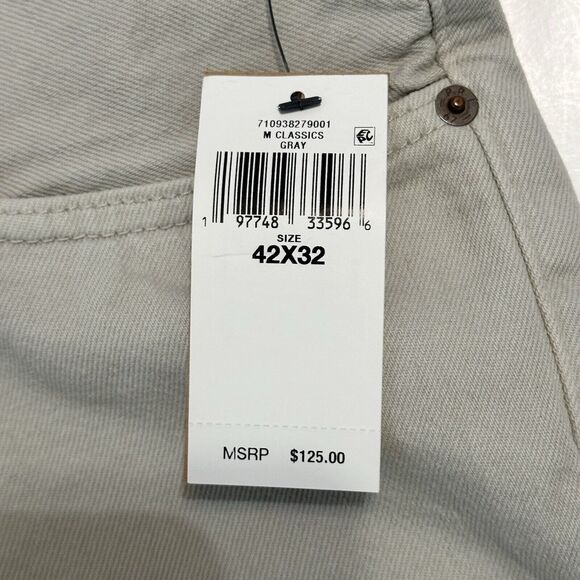 710938279001
M CLASSICS
GRAY
1 97748 33596 6
SIZE
42X32
MSRP $125.00